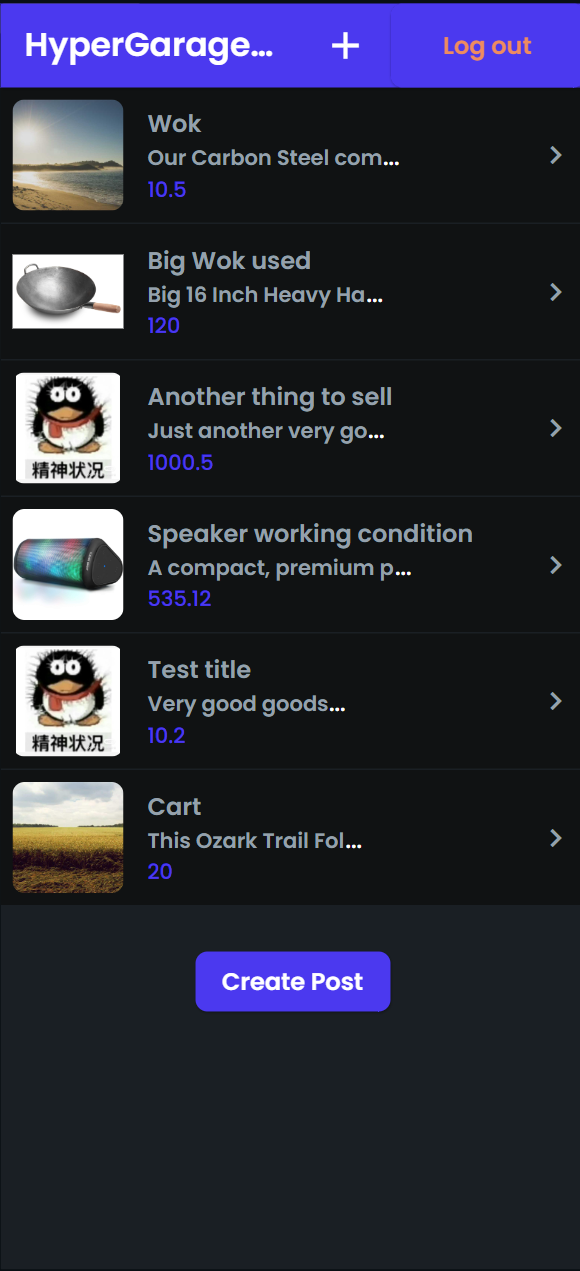 HyperGarage...
Log out
Wok
Our Carbon Steel com...
10.5
Big Wok used
Big 16 Inch Heavy Ha...
120
Another thing to sell
Just another very go...
1000.5
精神状况
Speaker working condition
A compact, premium p...
535.12
Test title
Very good goods...
10.2
精神状况
Cart
This Ozark Trail Fol...
20
Create Post